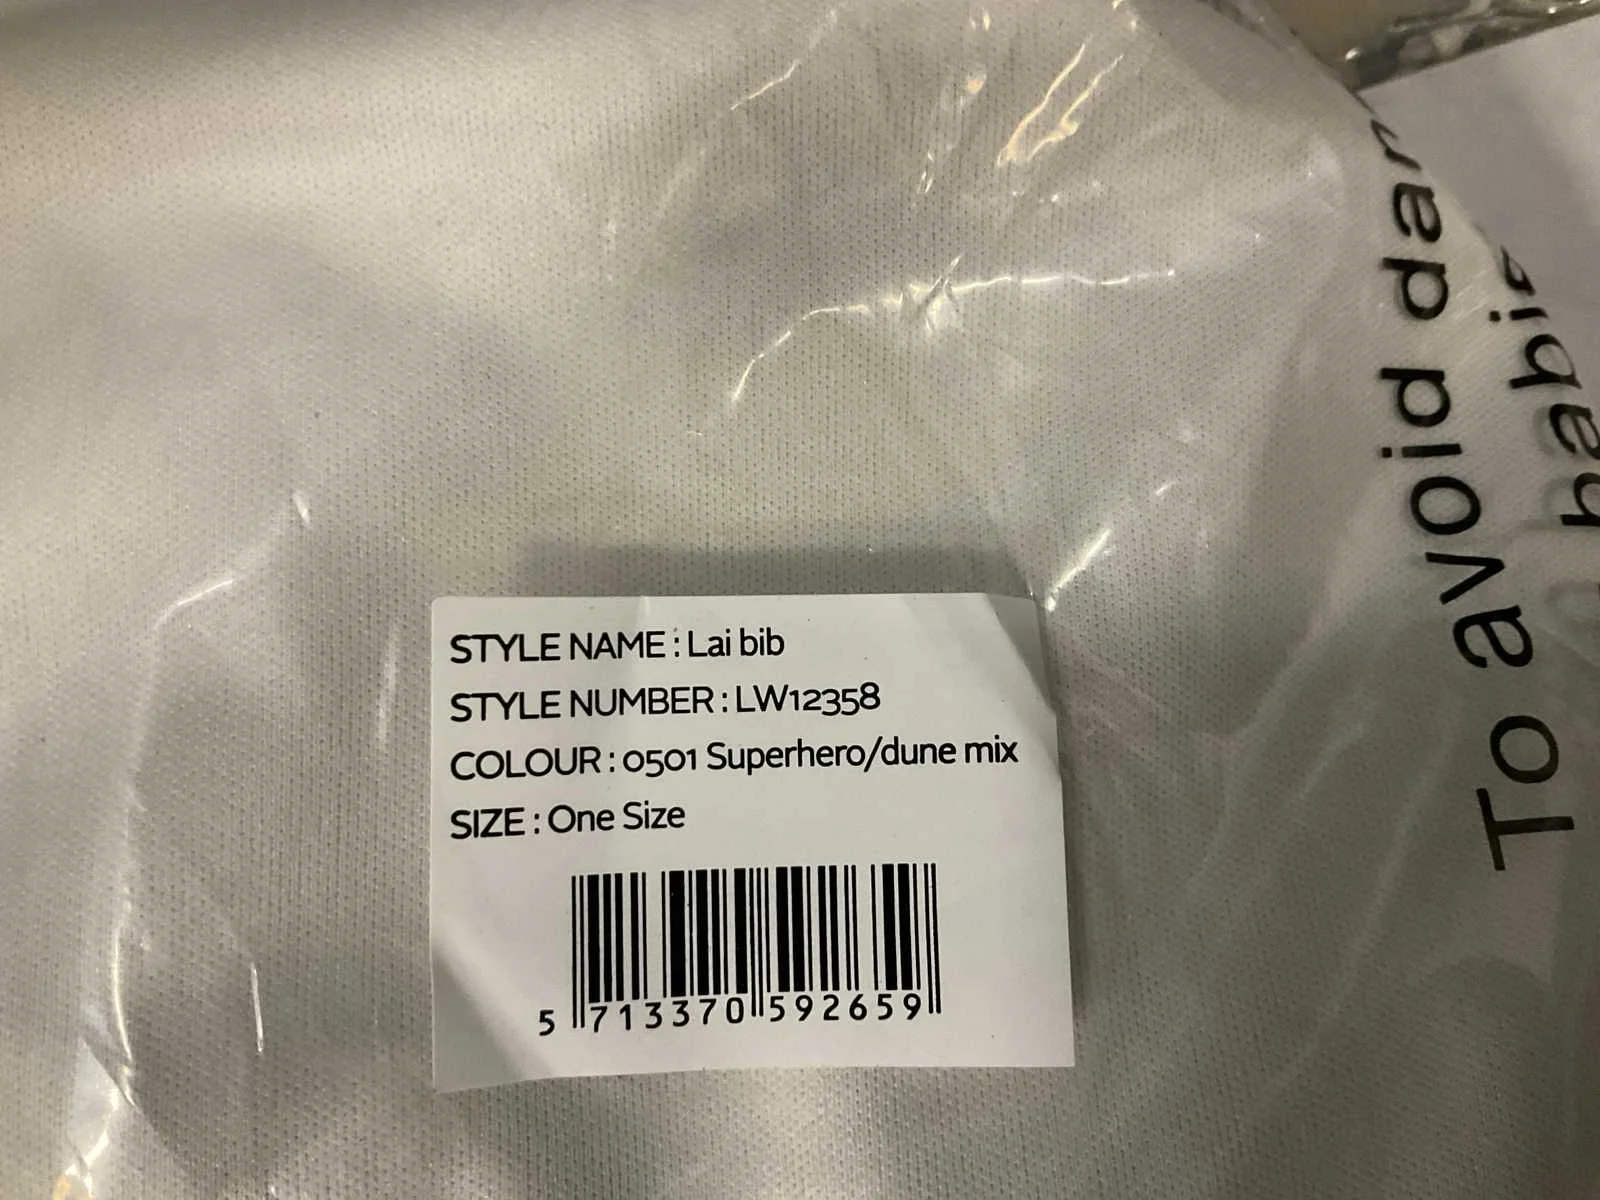 STYLE NAME : Lai bib
STYLE NUMBER : LW12358
COLOUR : 0501 Superhero/dune mix
SIZE : One Size
5 713370 592659
To avoid